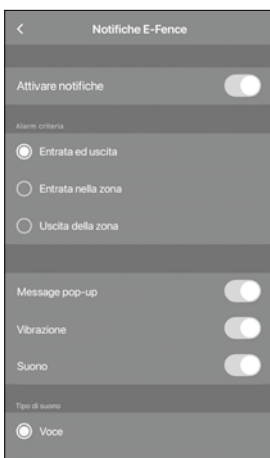 Notifiche E-Fence
Attivare notifiche
Alarm criteria
Entrata ed uscita
Entrata nella zona
Uscita della zona
Message pop-up
Vibrazione
Suono
Tipo di suono
Voce